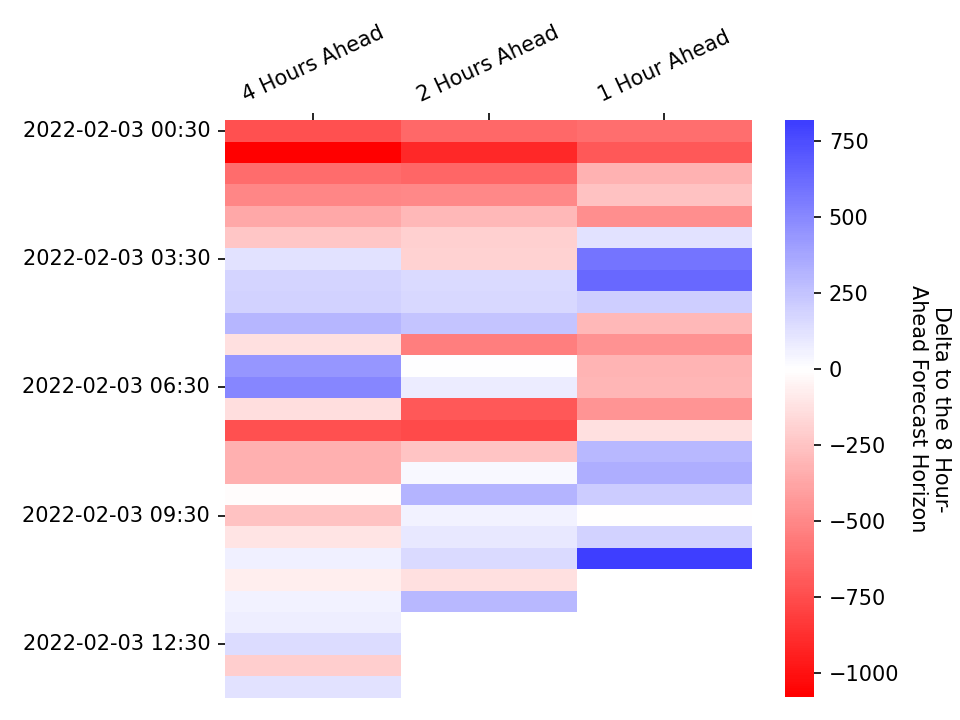 4 Hours Ahead
2 Hours Ahead
1 Hour Ahead
2022-02-03 00:30
2022-02-03 03:30
2022-02-03 06:30
2022-02-03 09:30
2022-02-03 12:30
750
500
250
0
−250
−500
−750
−1000
Delta to the 8 Hour-
Ahead Forecast Horizon